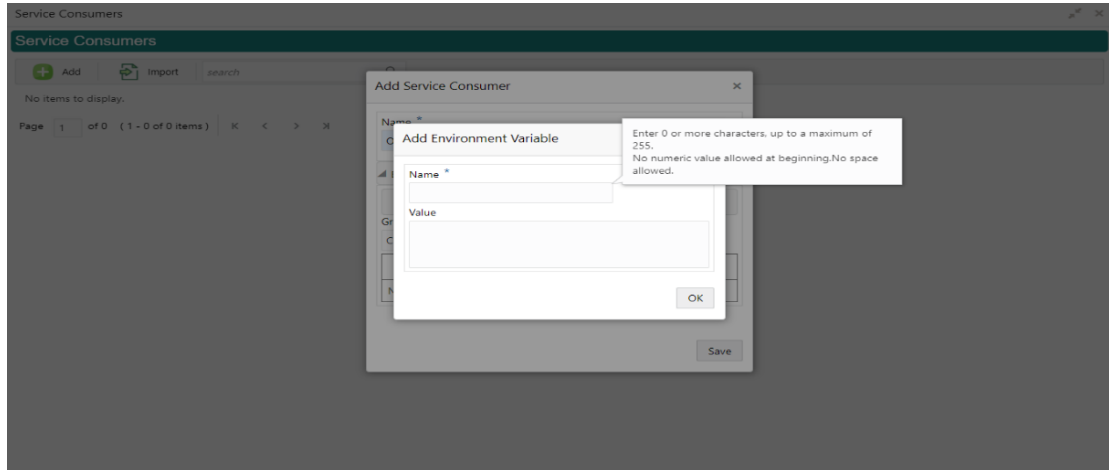 Service Consumers
Service Consumers
Add Import search
No items to display.
Page 1 of 0 ( 1 - 0 of 0 items )
Add Service Consumer
Name *
Add Environment Variable
Enter 0 or more characters, up to a maximum of
255.
No numeric value allowed at beginning.No space
allowed.
Name *
Value
OK
Save